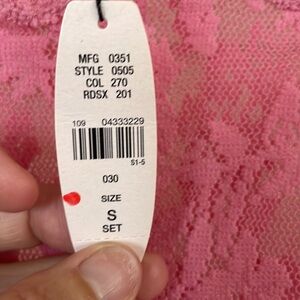 MFG 0351
STYLE 0505
COL 270
RDSX 201
109 04333229
S1-5
030
SIZE
S
SET